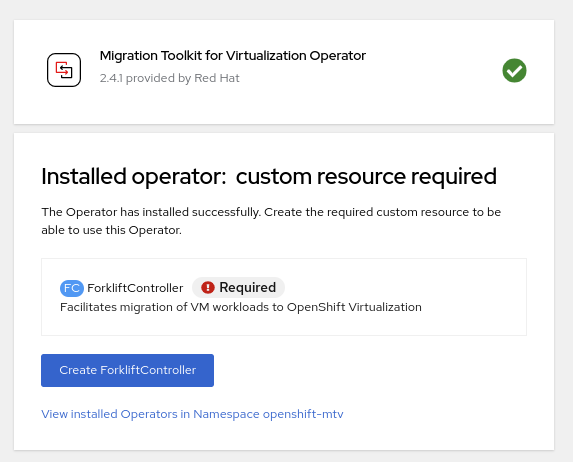 Migration Toolkit for Virtualization Operator
2.4.1 provided by Red Hat
Installed operator: custom resource required
The Operator has installed successfully. Create the required custom resource to be
able to use this Operator.
FC ForkliftController Required
Facilitates migration of VM workloads to OpenShift Virtualization
Create ForkliftController
View installed Operators in Namespace openshift-mtv